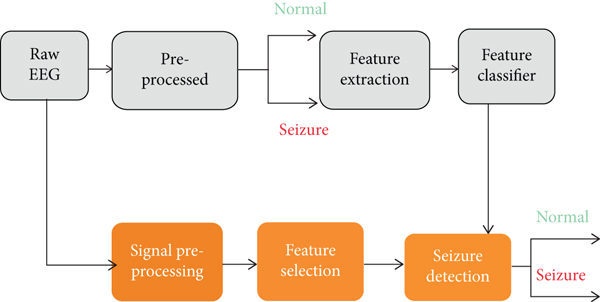 Normal
Raw
EEG
Pre-
processed
Feature
extraction
Feature
classifier
Seizure
Signal pre-
processing
Feature
selection
Seizure
detection
Normal
Seizure